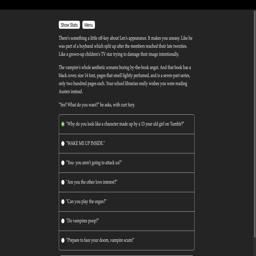 Show Stats
Menu
There's something a little off-key about Len's appearance. It makes you uneasy. Like he
was part of a boyband which split up after the members reached their late twenties.
Like a grown-up children's TV star trying to damage their image intentionally.
The vampire's whole aesthetic screams boring-by-the-book angst. And that book has a
black cover, size 14 font, pages that smell lightly perfumed, and is a seven-part series,
only two-hundred pages each. Your school librarian really wishes you were reading
Austen instead.
"Yes? What do you want?" he asks, with curt levy.
"Why do you look like a character made up by a 13 year old girl on Tumblr?"
"WAKE ME UP INSIDE."
"You- you aren't going to attack us?"
"Are you the other love interest?"
"Can you play the organ?"
"Do vampires poop?"
"Prepare to fear your doom, vampire scum!"